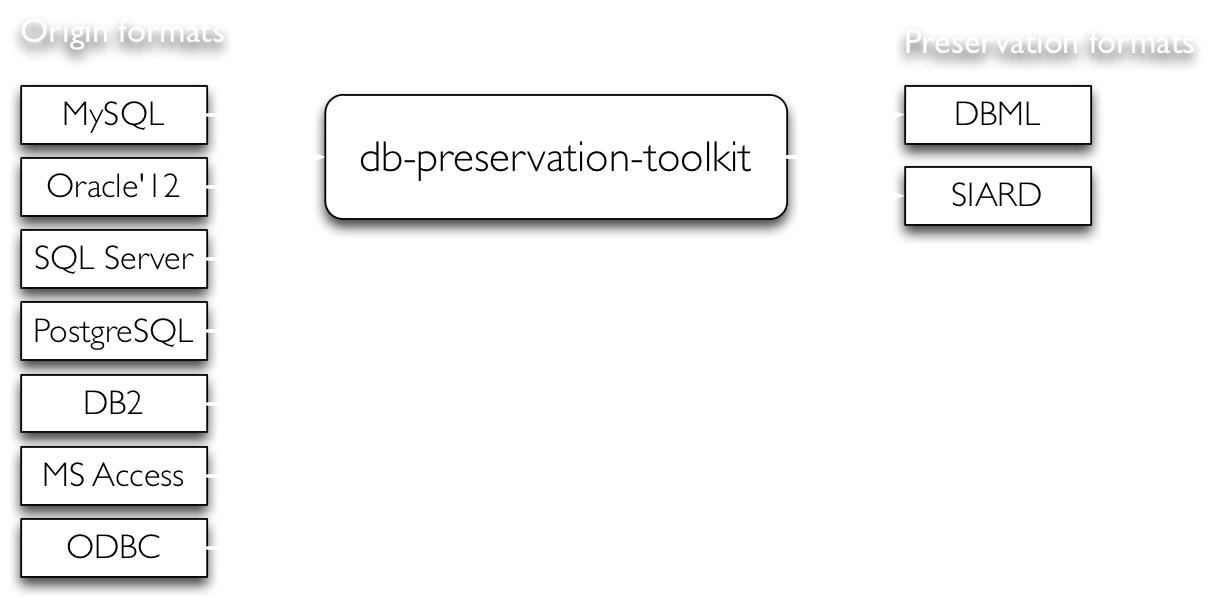 Origin formats
MySQL
Oracle'12
SQL Server
PostgreSQL
DB2
MS Access
ODBC
db-preservation-toolkit
Preservation formats
DBML
SIARD